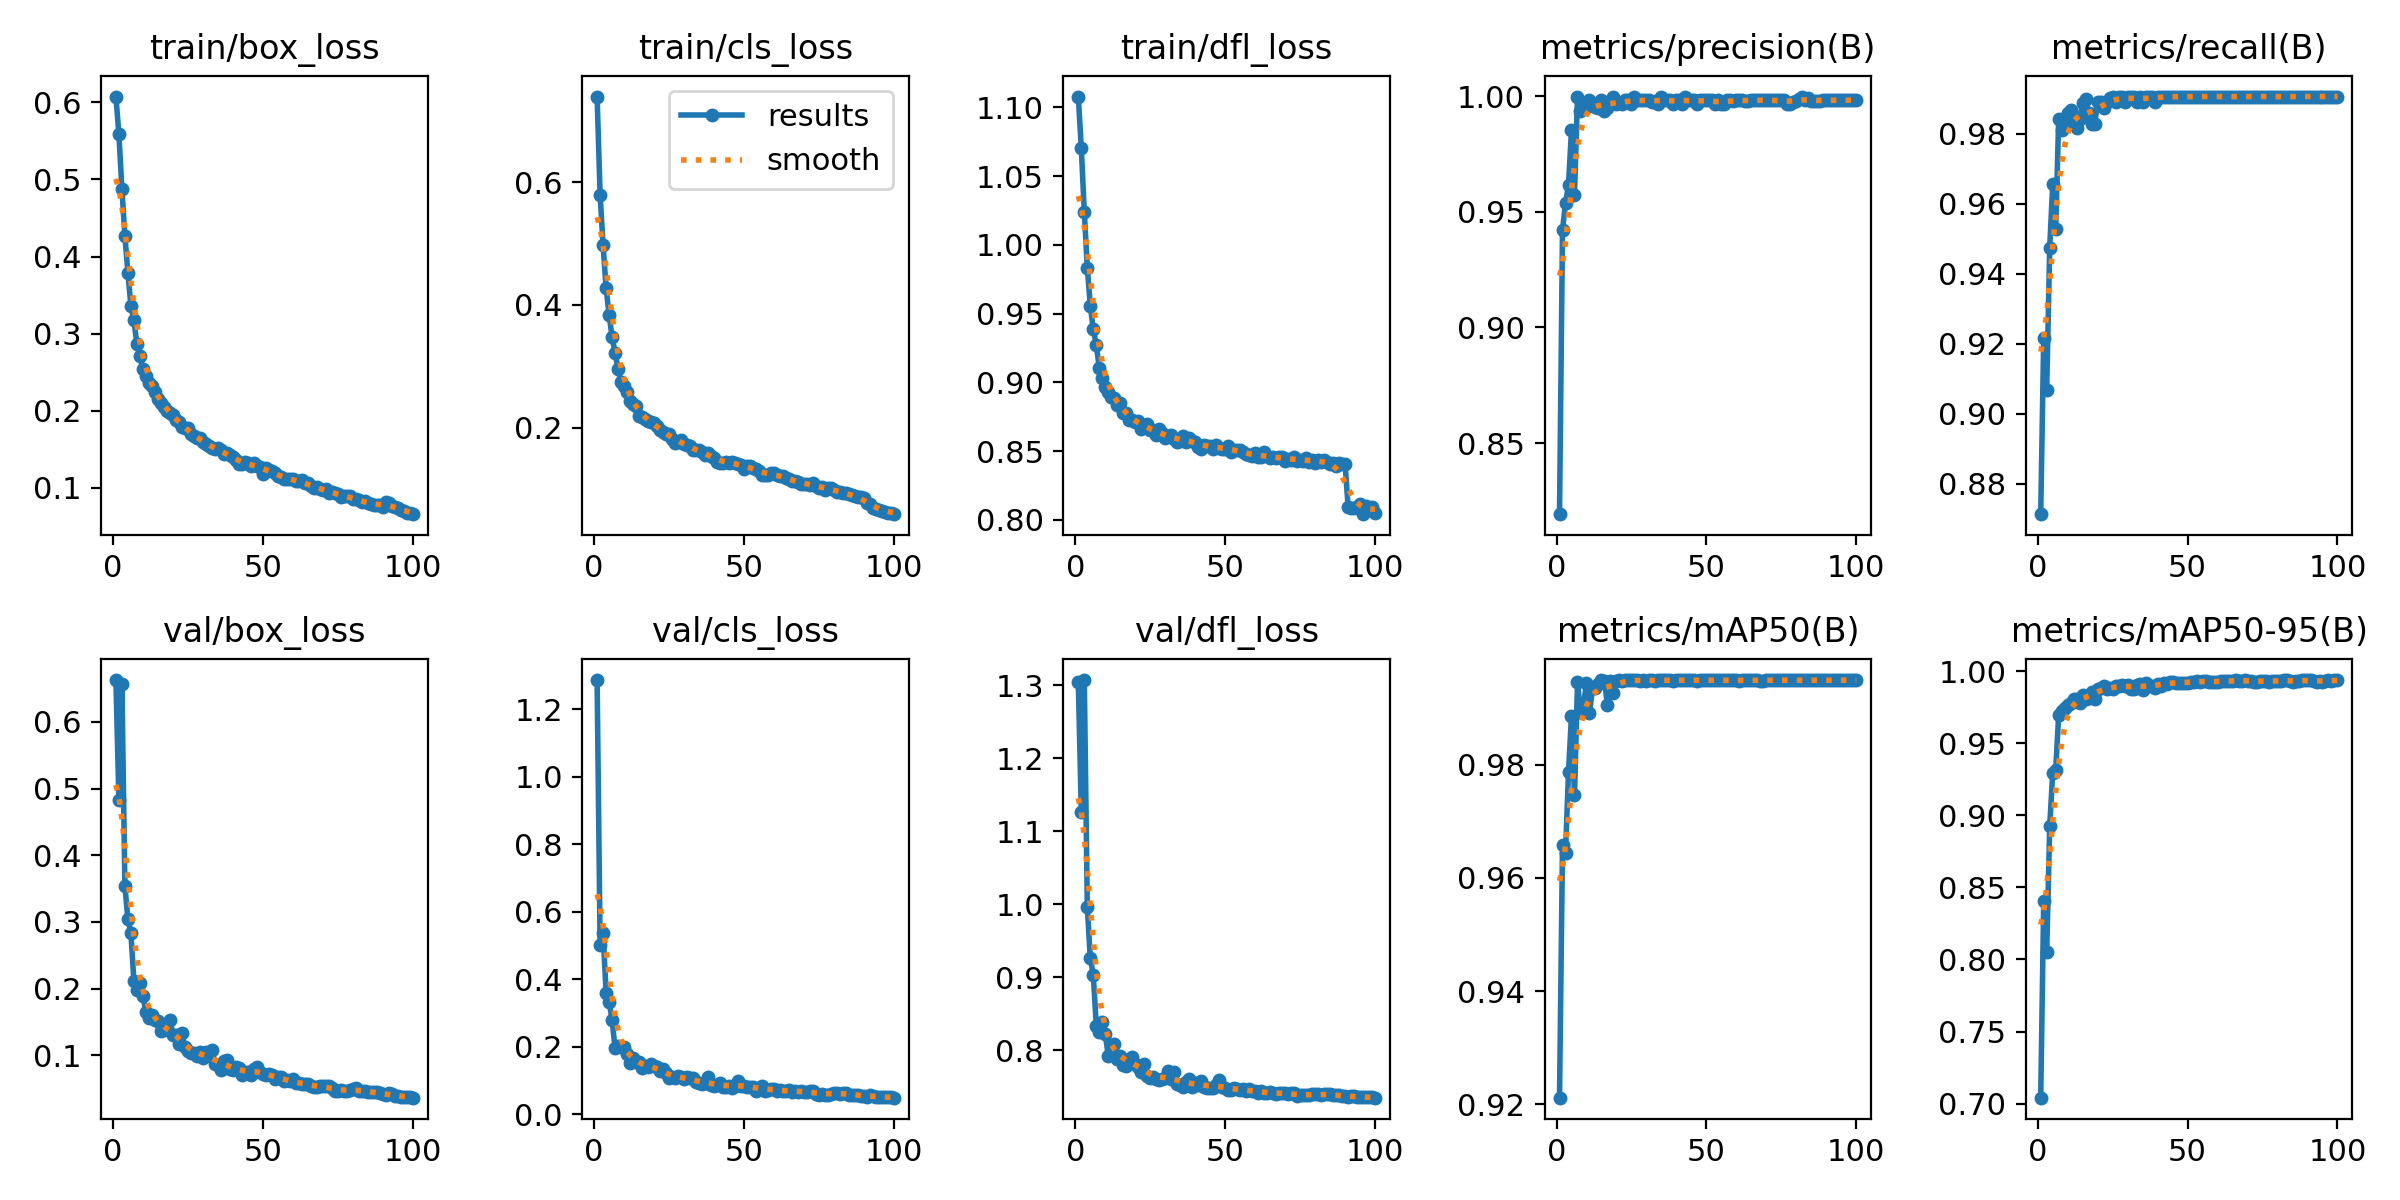 train/box_loss
0.6
0.5
0.4
0.3
0.2
0.1
0 50 100
train/cls_loss
results
smooth
0.6
0.4
0.2
0 50 100
train/dfl_loss
1.10
1.05
1.00
0.95
0.90
0.85
0.80
0 50 100
metrics/precision(B)
1.00
0.95
0.90
0.85
0 50 100
metrics/recall(B)
0.98
0.96
0.94
0.92
0.90
0.88
0 50 100
val/box_loss
0.6
0.5
0.4
0.3
0.2
0.1
0 50 100
val/cls_loss
1.2
1.0
0.8
0.6
0.4
0.2
0.0
0 50 100
val/dfl_loss
1.3
1.2
1.1
1.0
0.9
0.8
0 50 100
metrics/mAP50(B)
0.98
0.96
0.94
0.92
0 50 100
metrics/mAP50-95(B)
1.00
0.95
0.90
0.85
0.80
0.75
0.70
0 50 100